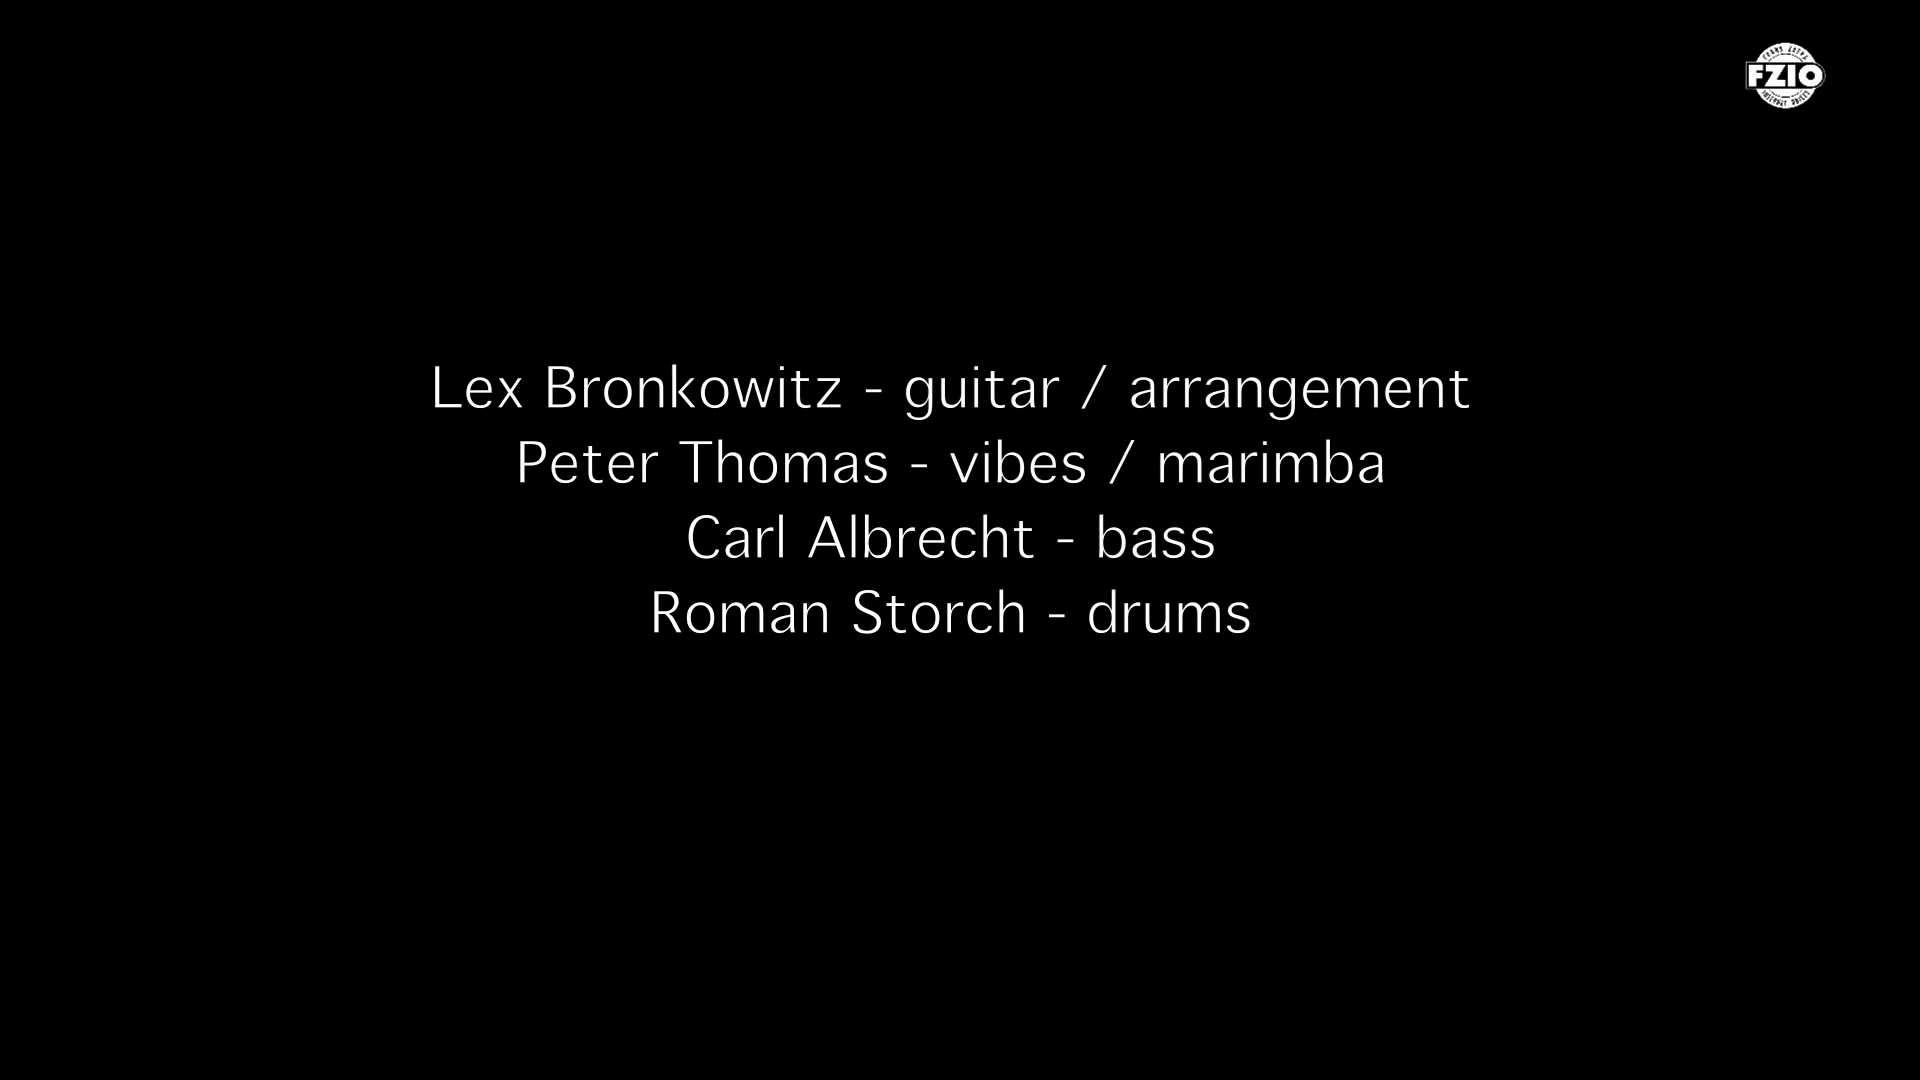 FZIO
Lex Bronkowitz - guitar / arrangement
Peter Thomas - vibes / marimba
Carl Albrecht - bass
Roman Storch - drums